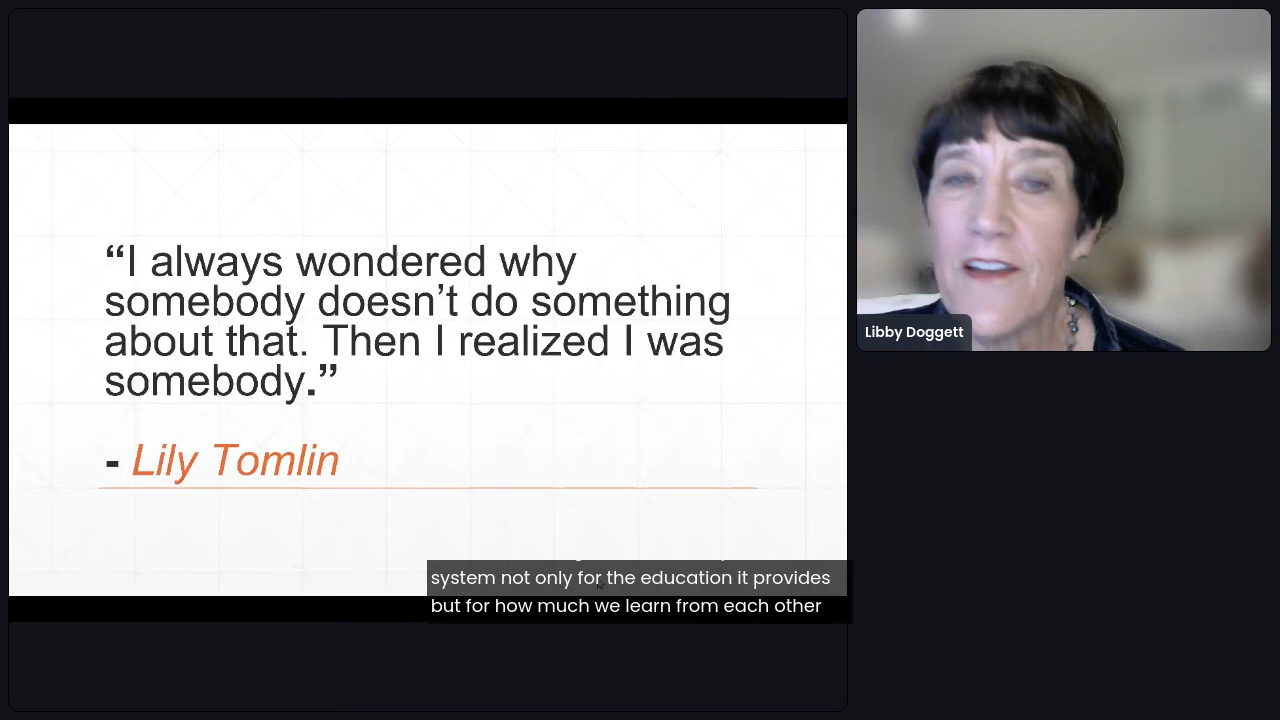 “I always wondered why
somebody doesn’t do something
about that. Then I realized I was
somebody.”
- Lily Tomlin
system not only for the education it provides
but for how much we learn from each other
Libby Doggett